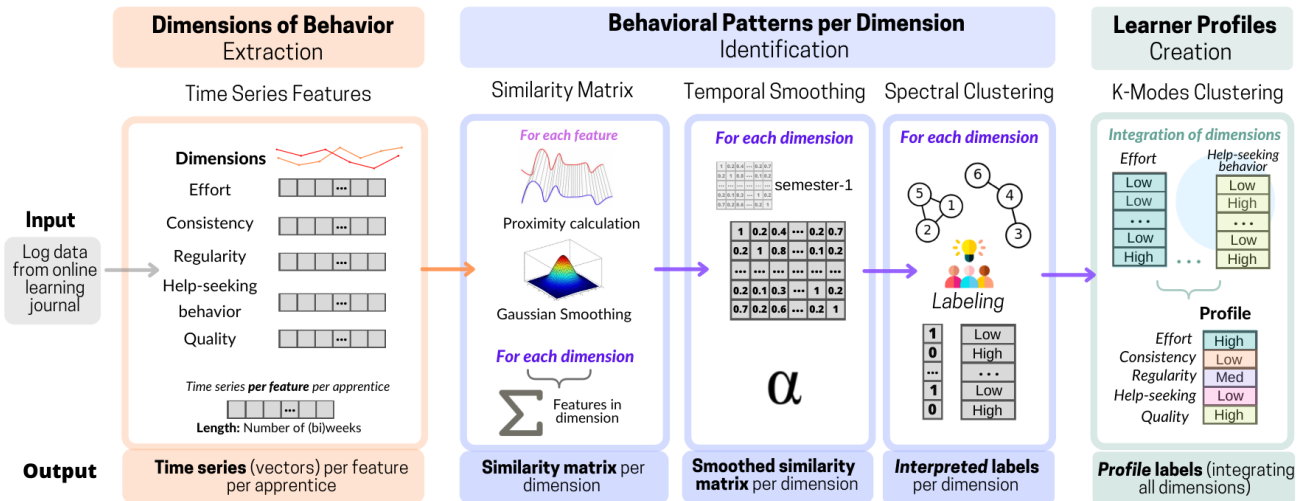 Dimensions of Behavior
Extraction
Behavioral Patterns per Dimension
Identification
Learner Profiles
Creation
Time Series Features
Similarity Matrix
Temporal Smoothing
Spectral Clustering
K-Modes Clustering
Input
Log data
from online
learning
journal
Dimensions
Effort
...
Consistency
...
Regularity
...
Help-seeking
behavior
...
Quality
...
Time series per feature per apprentice
...
Length: Number of (bi)weeks
For each feature
Proximity calculation
Gaussian Smoothing
For each dimension
Σ
Features in
dimension
For each dimension
semester-1
1 0.2 0.4 ... 0.2 0.7
0.2 1 0.8 ... 0.1 0.2
... ... ... ... ... ...
0.2 0.1 0.3 ... 1 0.2
0.7 0.2 0.6 ... 0.2 1
α
For each dimension
5
1
2
6
4
3
Labeling
1 Low
0 High
... ...
1 Low
0 High
Integration of dimensions
Effort
Low
Low
...
Low
High
...
Help-seeking
behavior
Low
High
...
Low
High
Profile
Effort High
Consistency Low
Regularity Med
Help-seeking Low
Quality High
Output
Time series (vectors) per feature
per apprentice
Similarity matrix per
dimension
Smoothed similarity
matrix per dimension
Interpreted labels
per dimension
Profile labels (integrating
all dimensions)